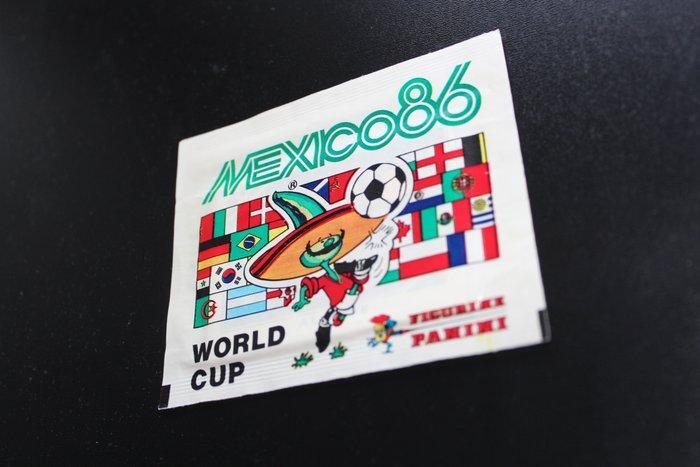 MEXICO86
®
WORLD
CUP
FIGURINE
PANINI